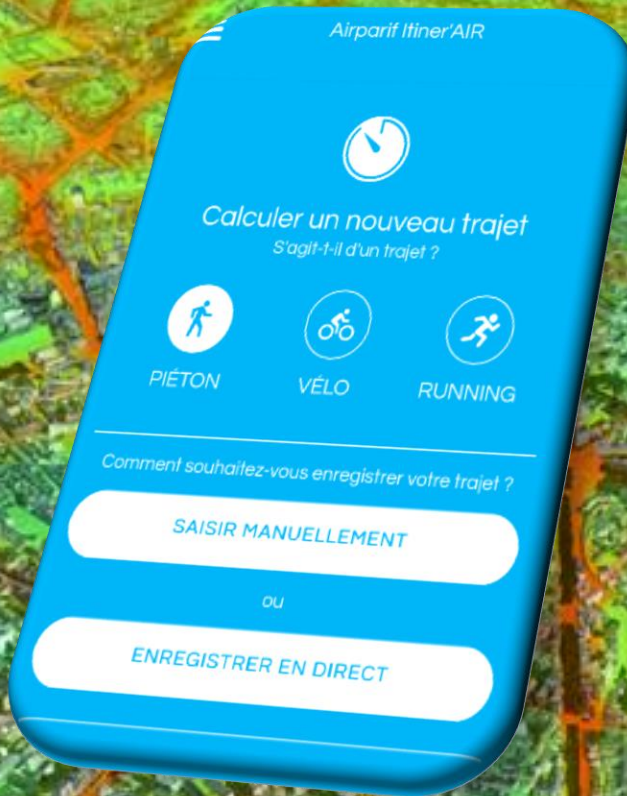 Airparif Itiner'AIR
Calculer un nouveau trajet
S'agit-t-il d'un trajet ?
PIÉTON VÉLO RUNNING
Comment souhaitez-vous enregistrer votre trajet ?
SAISIR MANUELLEMENT
ou
ENREGISTRER EN DIRECT